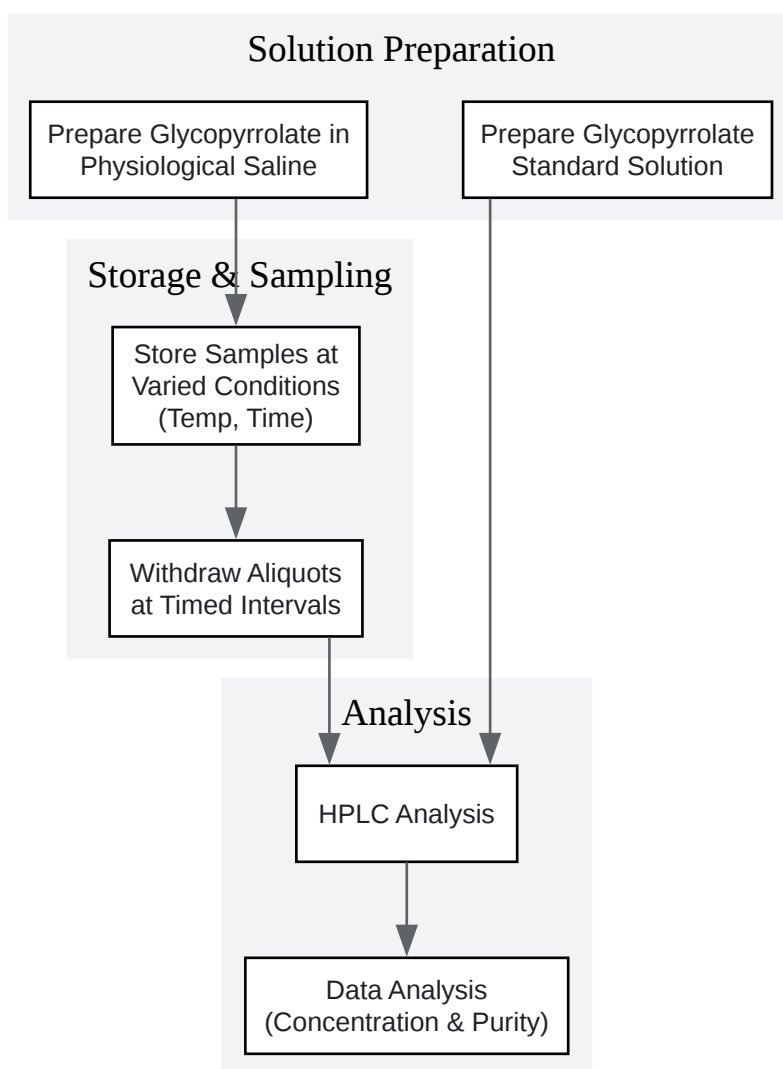 Solution Preparation
Prepare Glycopyrrolate in
Physiological Saline
Prepare Glycopyrrolate
Standard Solution
Storage & Sampling
Store Samples at
Varied Conditions
(Temp, Time)
Withdraw Aliquots
at Timed Intervals
Analysis
HPLC Analysis
Data Analysis
(Concentration & Purity)